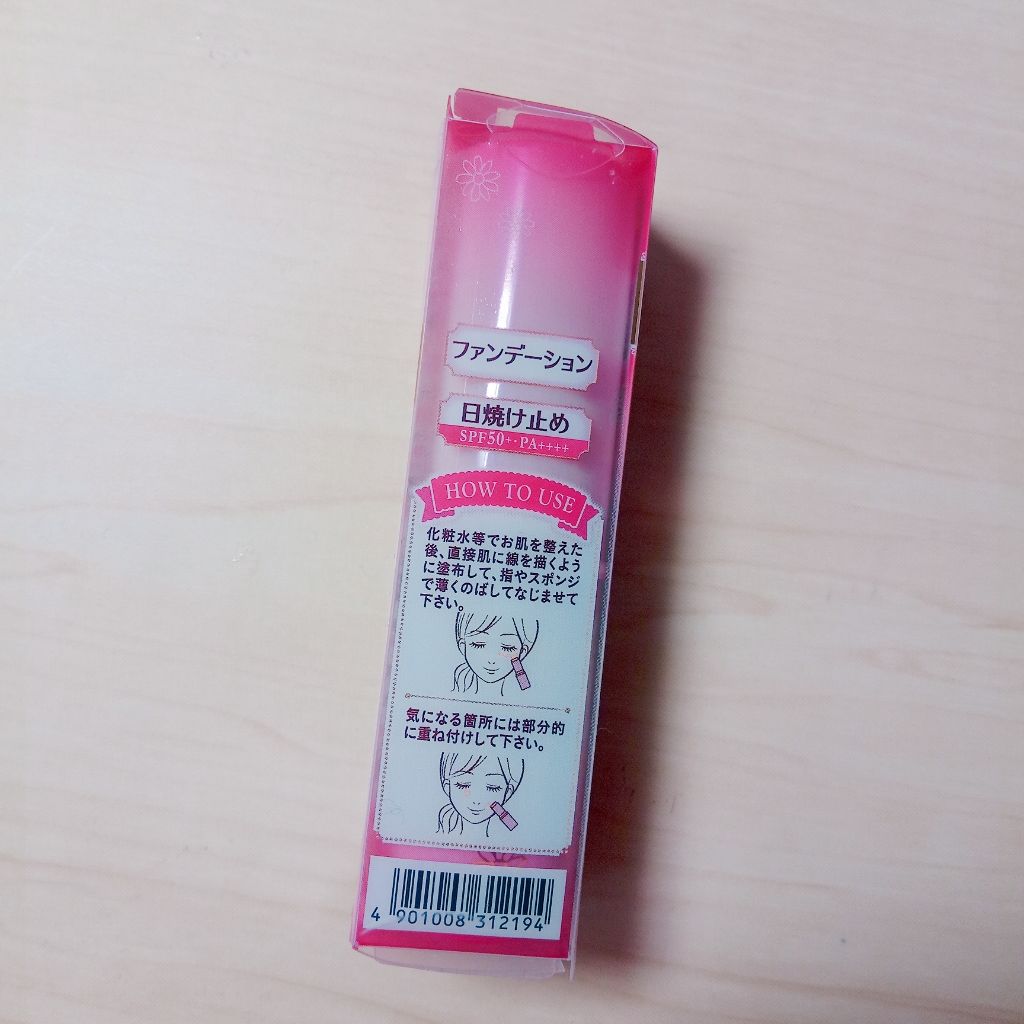 ファンデーション
日焼け止め
SPF50+・PA++++
HOW TO USE
化粧水等でお肌を整えた
後、直接肌に線を描くよう
に塗布して、指やスポンジ
で薄くのばしてなじませて
下さい。
気になる箇所には部分的
に重ね付けして下さい。
4 901008 312194